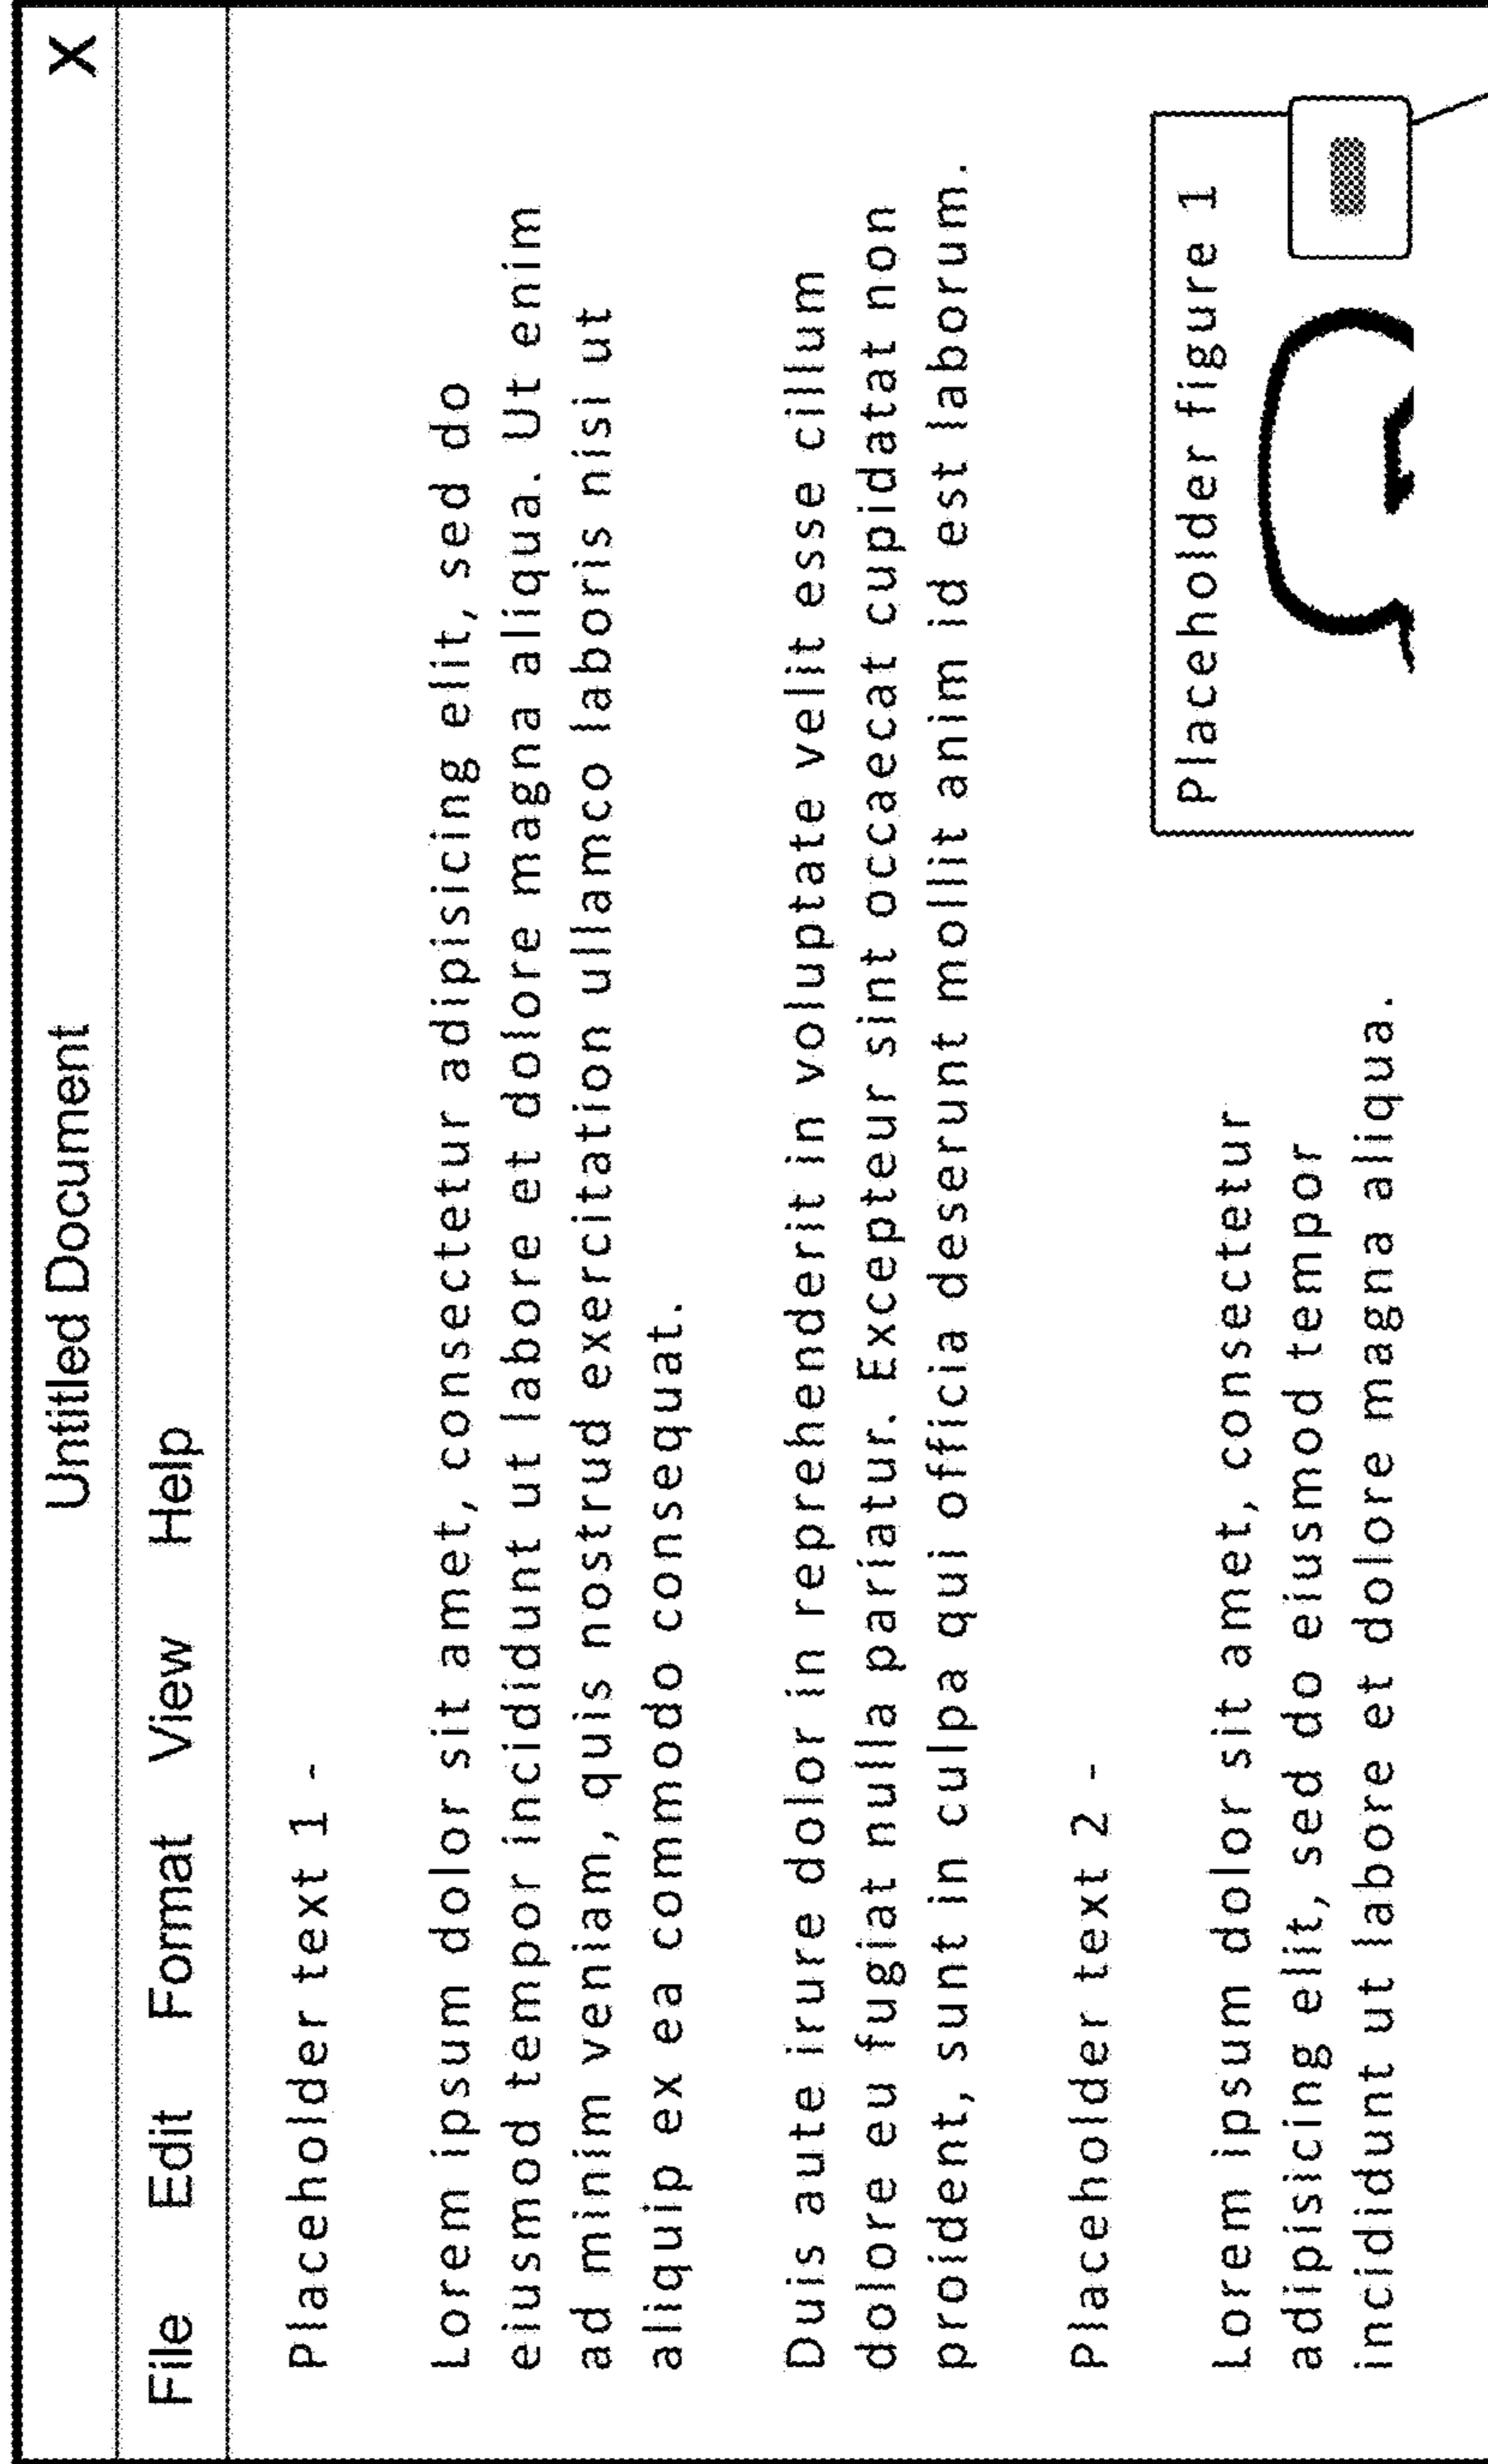 Untitled Document X
File Edit Format View Help
Placeholder text 1 -
Lorem ipsum dolor sit amet, consectetur adipisicing elit, sed do
eiusmod tempor incididunt ut labore et dolore magna aliqua. Ut enim
ad minim veniam, quis nostrud exercitation ullamco laboris nisi ut
aliquip ex ea commodo consequat.
Duis aute irure dolor in reprehenderit in voluptate velit esse cillum
dolore eu fugiat nulla pariatur. Excepteur sint occaecat cupidatat non
proident, sunt in culpa qui officia deserunt mollit anim id est laborum.
Placeholder text 2 -
Lorem ipsum dolor sit amet, consectetur
adipisicing elit, sed do eiusmod tempor
incididunt ut labore et dolore magna aliqua.
Placeholder figure 1